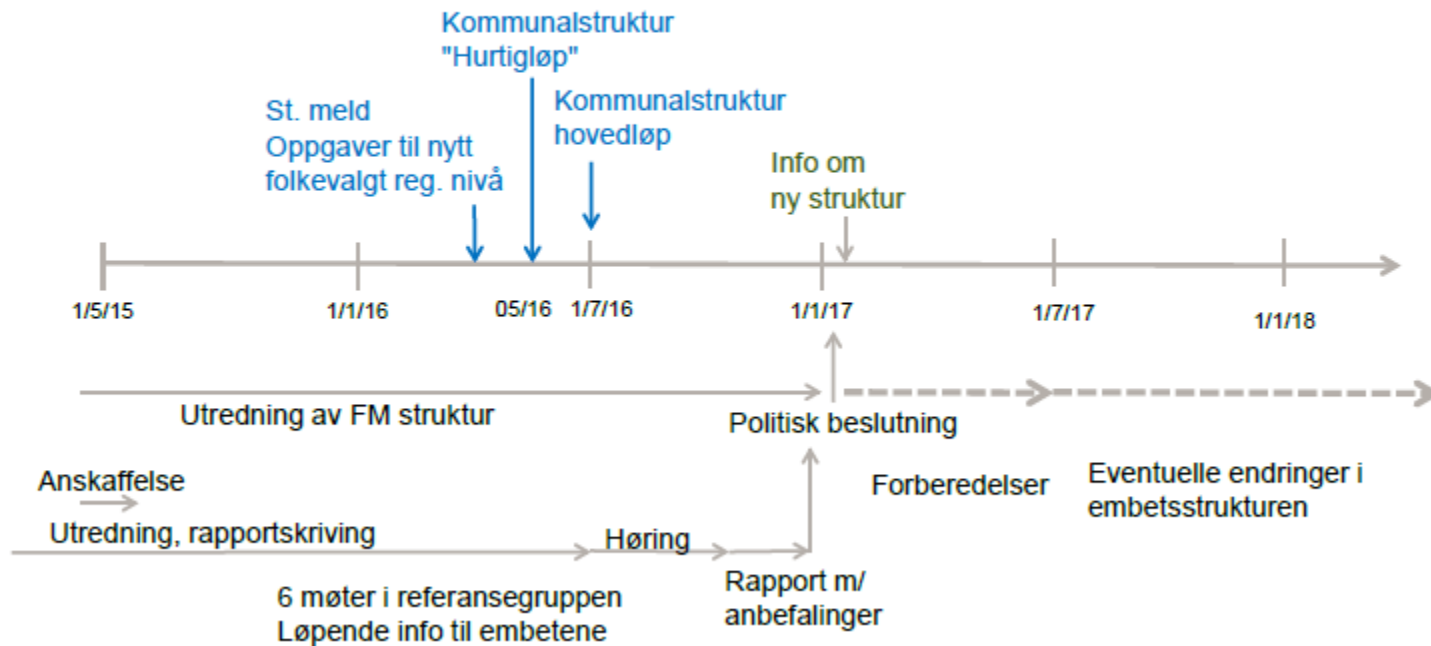 Kommunalstruktur
"Hurtigløp"
St. meld
Oppgaver til nytt
folkevalgt reg. nivå
Kommunalstruktur
hovedløp
Info om
ny struktur
1/5/15
1/1/16
05/16
1/7/16
1/1/17
1/7/17
1/1/18
Utredning av FM struktur
Politisk beslutning
Anskaffelse
Forberedelser
Eventuelle endringer i
embetsstrukturen
Utredning, rapportskriving
Høring
6 møter i referansegruppen
Løpende info til embetene
Rapport m/
anbefalinger